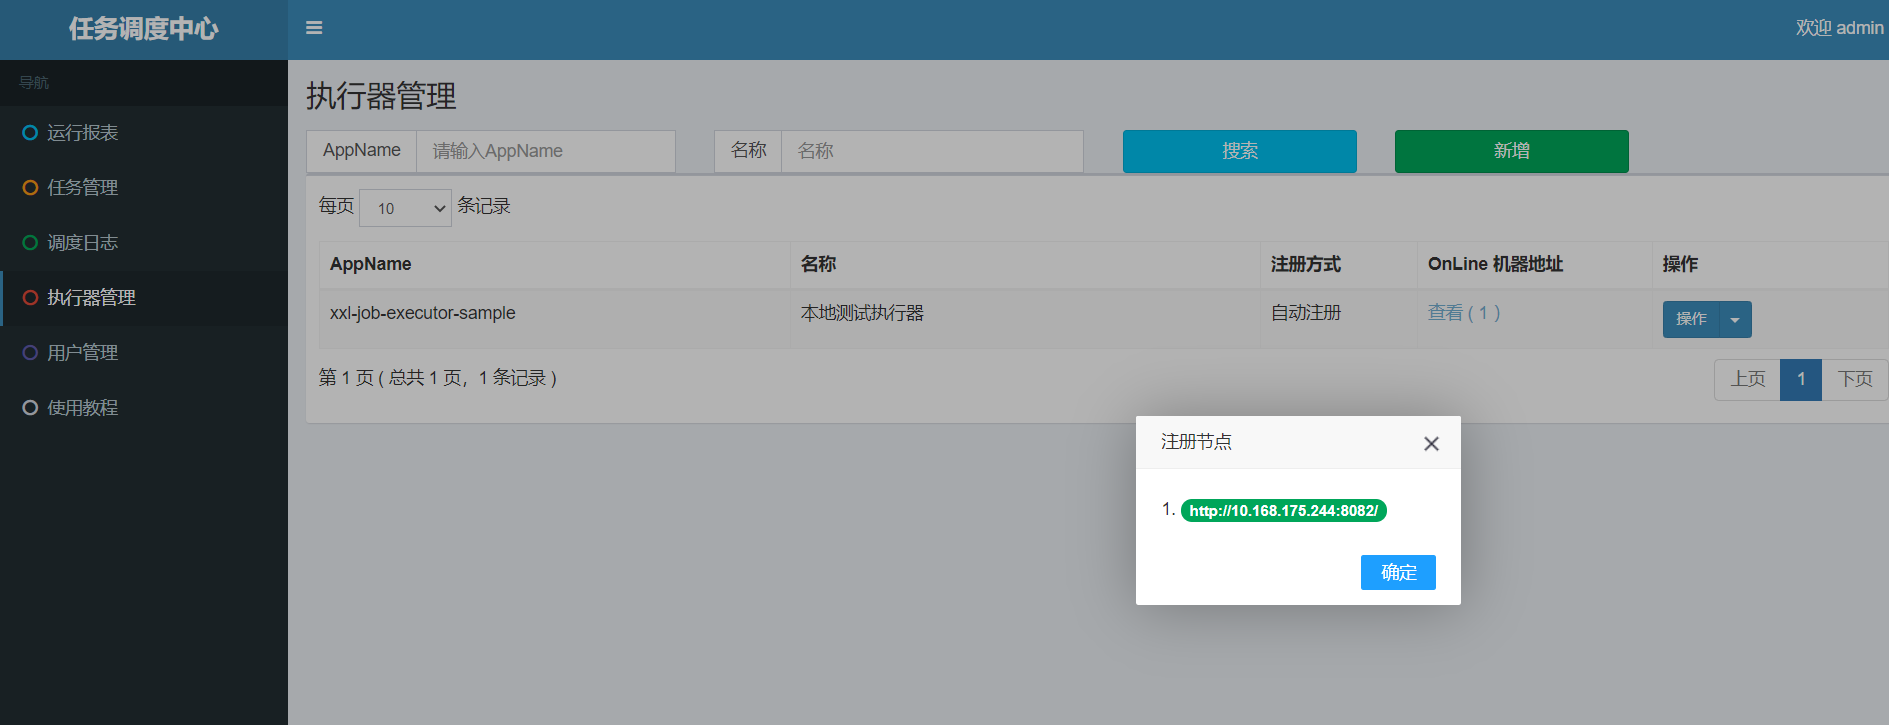 任务调度中心
欢迎 admin
导航
运行报表
任务管理
调度日志
执行器管理
用户管理
使用教程
执行器管理
AppName 请输入AppName 名称 名称 搜索 新增
每页 10 条记录
AppName 名称 注册方式 OnLine 机器地址 操作
xxl-job-executor-sample 本地测试执行器 自动注册 查看 ( 1 ) 操作
第 1 页 ( 总共 1 页，1 条记录 ) 上页 1 下页
注册节点
1. http://10.168.175.244:8082/
确定